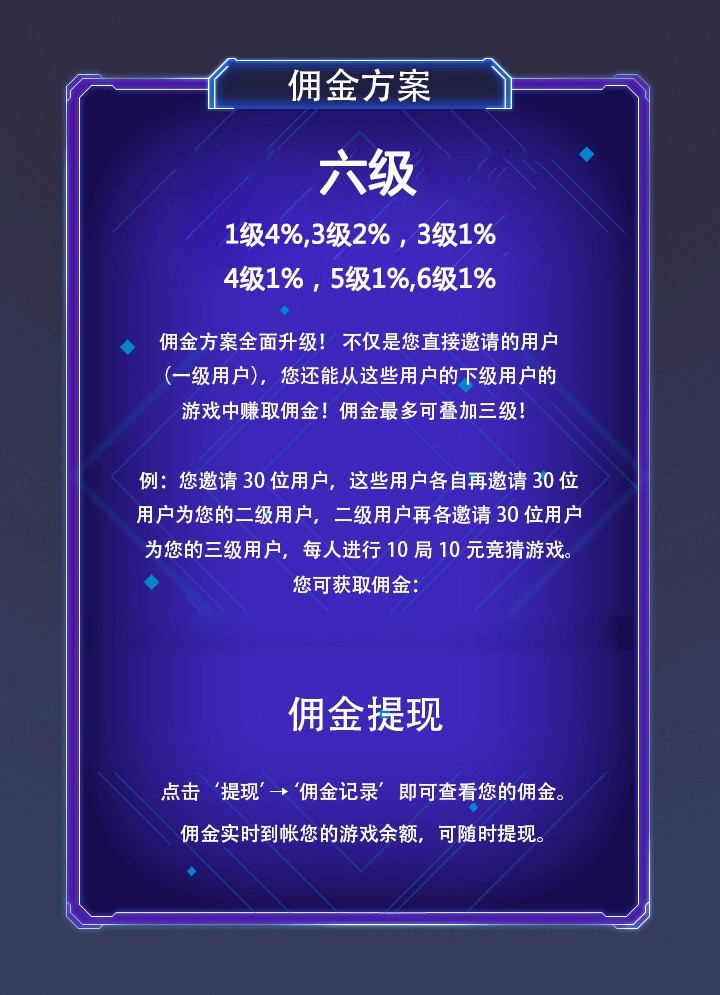 佣金方案
六级
1级4%,3级2%，3级1%
4级1%，5级1%,6级1%
佣金方案全面升级！ 不仅是您直接邀请的用户
（一级用户），您还能从这些用户的下级用户的
游戏中赚取佣金！佣金最多可叠加三级！
例：您邀请 30 位用户，这些用户各自再邀请 30 位
用户为您的二级用户，二级用户再各邀请 30 位用户
为您的三级用户，每人进行 10 局 10 元竞猜游戏。
您可获取佣金：
佣金提现
点击 ‘提现’→ ‘佣金记录’ 即可查看您的佣金。
佣金实时到帐您的游戏余额，可随时提现。